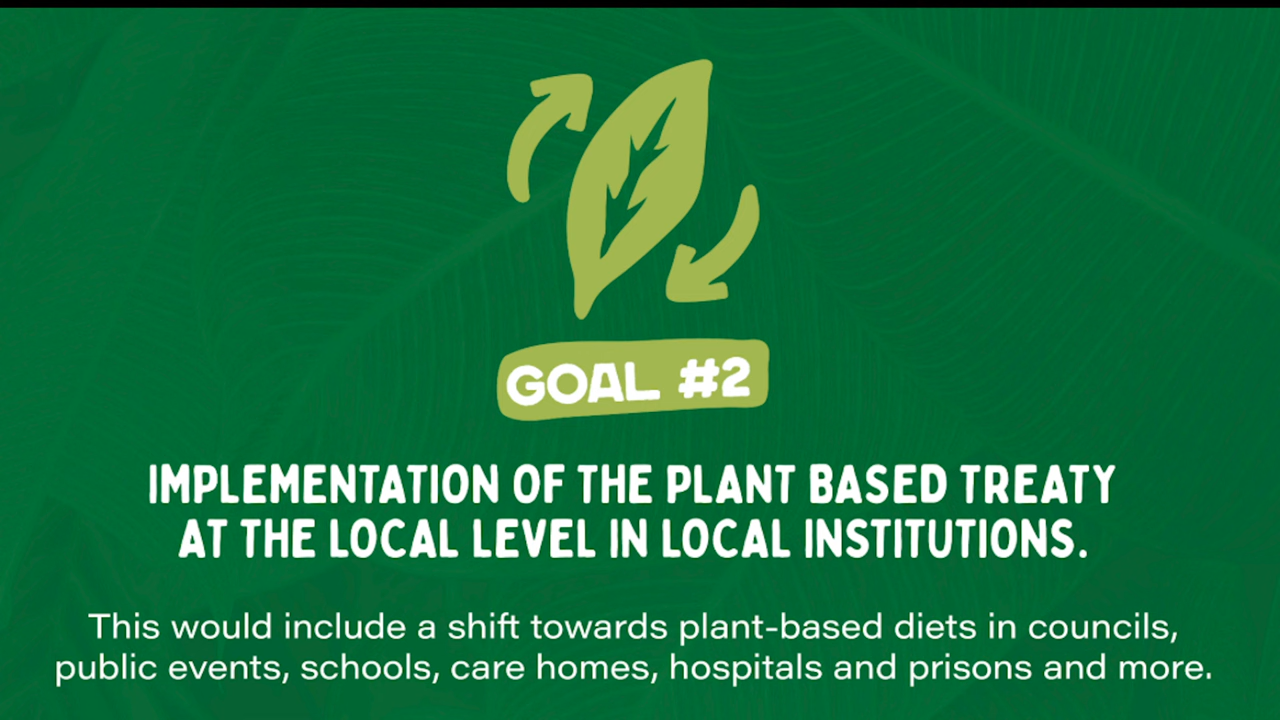 GOAL #2
IMPLEMENTATION OF THE PLANT BASED TREATY
AT THE LOCAL LEVEL IN LOCAL INSTITUTIONS.
This would include a shift towards plant-based diets in councils,
public events, schools, care homes, hospitals and prisons and more.